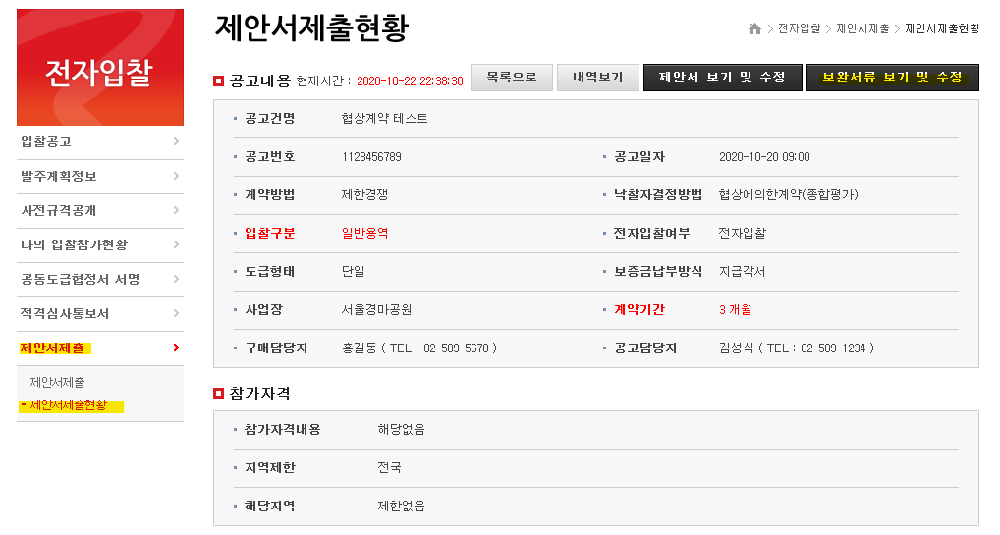 전자입찰
입찰공고
발주계획정보
사전규격공개
나의 입찰참가현황
공동도급협정서 서명
적격심사통보서
제안서제출
제안서제출
- 제안서제출현황
제안서제출현황
전자입찰 > 제안서제출 > 제안서제출현황
공고내용 현재시간 : 2020-10-22 22:38:30 목록으로 내역보기 제안서 보기 및 수정 보완서류 보기 및 수정
공고건명 협상계약 테스트
공고번호 1123456789 공고일자 2020-10-20 09:00
계약방법 제한경쟁 낙찰자결정방법 협상에의한계약(종합평가)
입찰구분 일반용역 전자입찰여부 전자입찰
도급형태 단일 보증금납부방식 지급각서
사업장 서울경마공원 계약기간 3 개월
구매담당자 홍길동 ( TEL : 02-509-5678 ) 공고담당자 김성식 ( TEL : 02-509-1234 )
참가자격
참가자격내용 해당없음
지역제한 전국
해당지역 제한없음